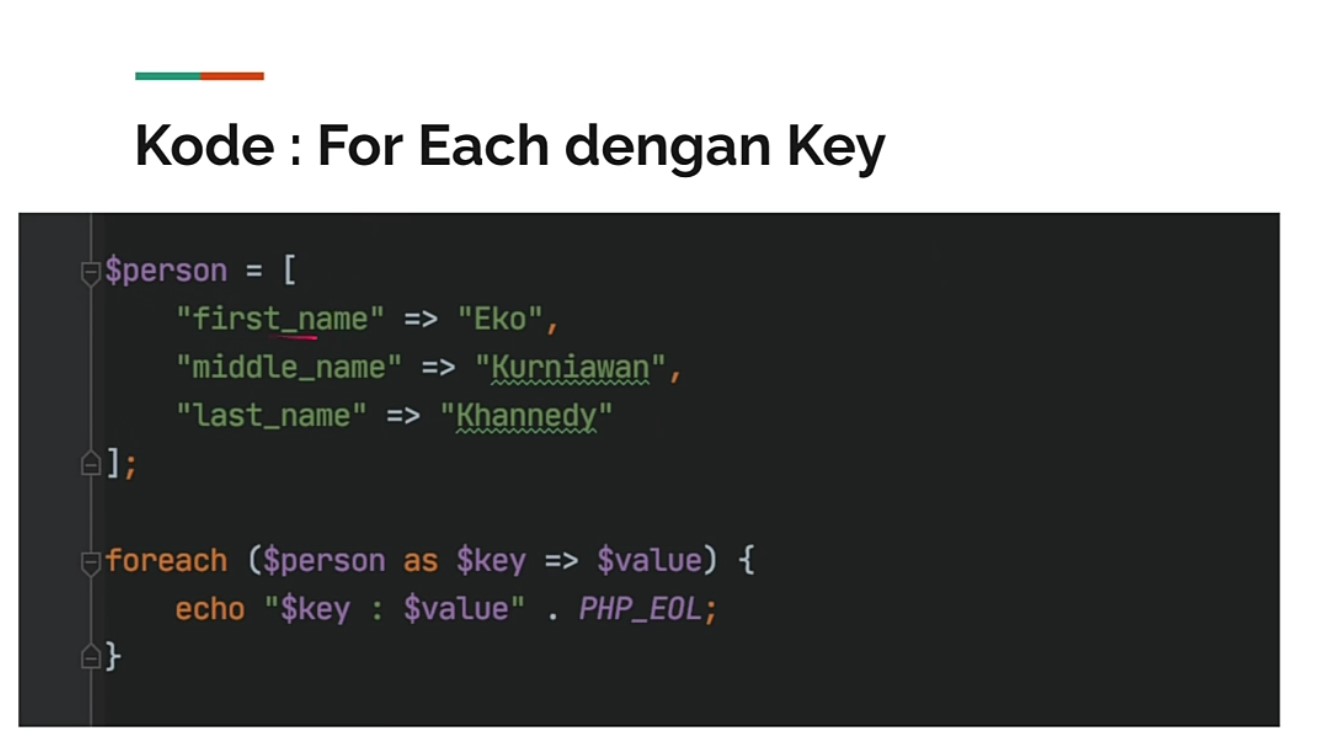 Kode : For Each dengan Key
$person = [
    "first_name" => "Eko",
    "middle_name" => "Kurniawan",
    "last_name" => "Khannedy"
];
foreach ($person as $key => $value) {
    echo "$key : $value" . PHP_EOL;
}